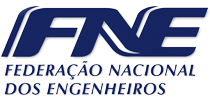 FNE
FEDERAÇÃO NACIONAL
DOS ENGENHEIROS